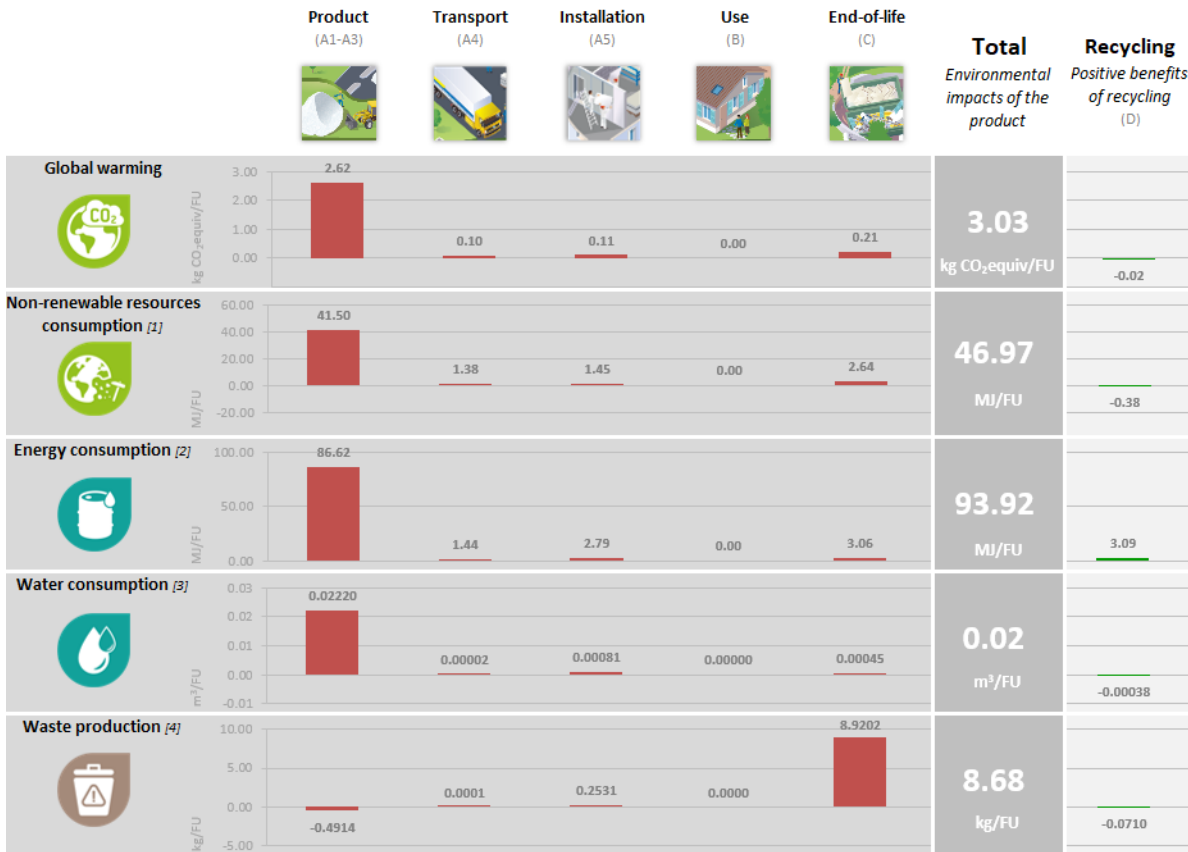 Product
(A1-A3)
Transport
(A4)
Installation
(A5)
Use
(B)
End-of-life
(C)
Total
Environmental
impacts of the
product
Recycling
Positive benefits
of recycling
(D)
Global warming
CO₂
kg CO₂equiv/FU
3.00
2.00
1.00
0.00
2.62
0.10
0.11
0.00
0.21
3.03
kg CO₂equiv/FU
-0.02
Non-renewable resources
consumption [1]
MJ/FU
60.00
40.00
20.00
0.00
-20.00
41.50
1.38
1.45
0.00
2.64
46.97
MJ/FU
-0.38
Energy consumption [2]
MJ/FU
100.00
50.00
0.00
86.62
1.44
2.79
0.00
3.06
93.92
MJ/FU
3.09
Water consumption [3]
m³/FU
0.03
0.02
0.01
0.00
-0.01
0.02220
0.00002
0.00081
0.00000
0.00045
0.02
m³/FU
-0.00038
Waste production [4]
kg/FU
10.00
5.00
0.00
-5.00
-0.4914
0.0001
0.2531
0.0000
8.9202
8.68
kg/FU
-0.0710